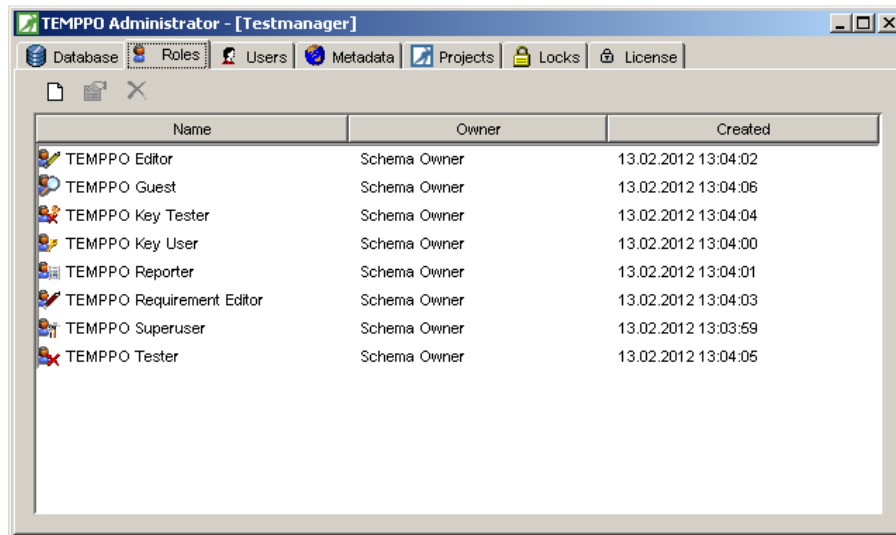 TEMPPO Administrator - [Testmanager]
Database Roles Users Metadata Projects Locks License
Name Owner Created
TEMPPO Editor Schema Owner 13.02.2012 13:04:02
TEMPPO Guest Schema Owner 13.02.2012 13:04:06
TEMPPO Key Tester Schema Owner 13.02.2012 13:04:04
TEMPPO Key User Schema Owner 13.02.2012 13:04:00
TEMPPO Reporter Schema Owner 13.02.2012 13:04:01
TEMPPO Requirement Editor Schema Owner 13.02.2012 13:04:03
TEMPPO Superuser Schema Owner 13.02.2012 13:03:59
TEMPPO Tester Schema Owner 13.02.2012 13:04:05